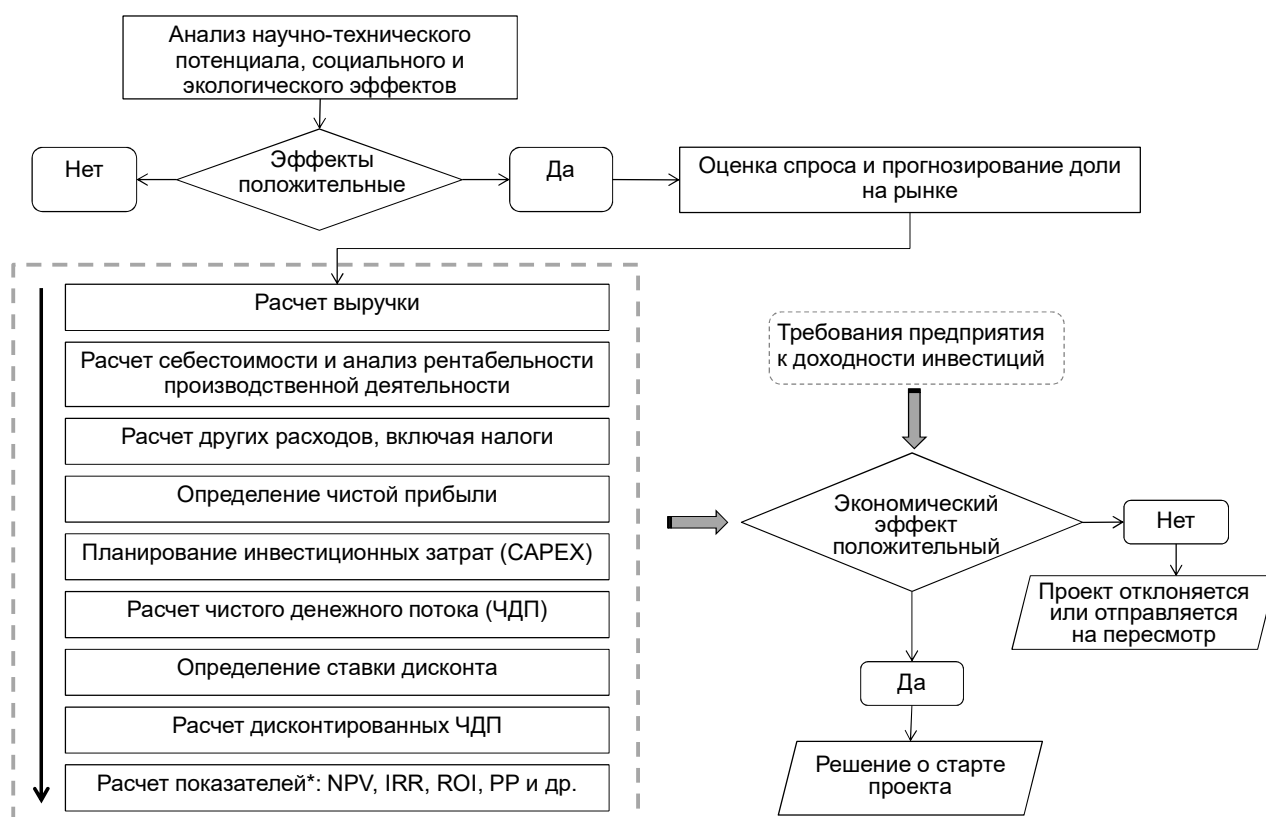 Анализ научно-технического
потенциала, социального и
экологического эффектов
Нет
Эффекты
положительные
Да
Оценка спроса и прогнозирование доли
на рынке
Расчет выручки
Расчет себестоимости и анализ рентабельности
производственной деятельности
Расчет других расходов, включая налоги
Определение чистой прибыли
Планирование инвестиционных затрат (CAPEX)
Расчет чистого денежного потока (ЧДП)
Определение ставки дисконта
Расчет дисконтированных ЧДП
Расчет показателей*: NPV, IRR, ROI, PP и др.
Требования предприятия
к доходности инвестиций
Экономический
эффект
положительный
Нет
Проект отклоняется
или отправляется
на пересмотр
Да
Решение о старте
проекта